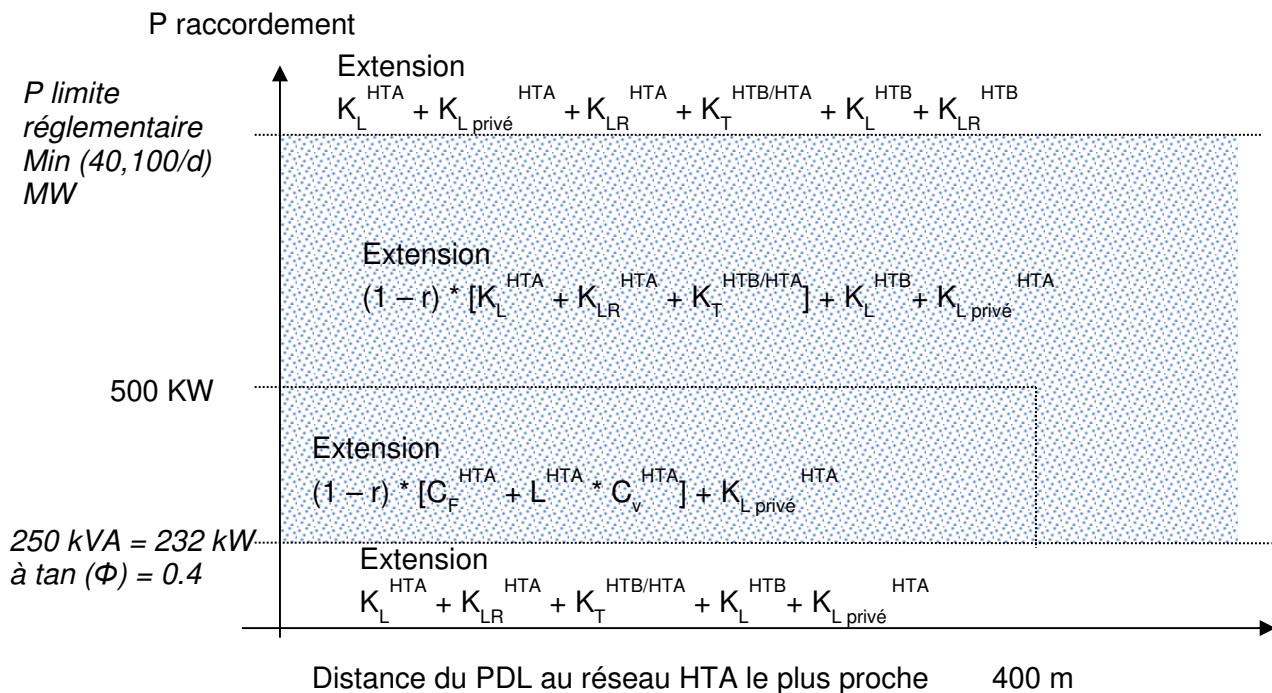 P raccordement
P limite
réglementaire
Min (40,100/d)
MW
Extension
K_L^HTA + K_L privé^HTA + K_LR^HTA + K_T^HTB/HTA + K_L^HTB + K_LR^HTB
Extension
(1 – r) * [K_L^HTA + K_LR^HTA + K_T^HTB/HTA] + K_L^HTB + K_L privé^HTA
500 KW
Extension
(1 – r) * [C_F^HTA + L^HTA * C_v^HTA] + K_L privé^HTA
250 kVA = 232 kW
à tan (Φ) = 0.4
Extension
K_L^HTA + K_LR^HTA + K_T^HTB/HTA + K_L^HTB + K_L privé^HTA
Distance du PDL au réseau HTA le plus proche 400 m